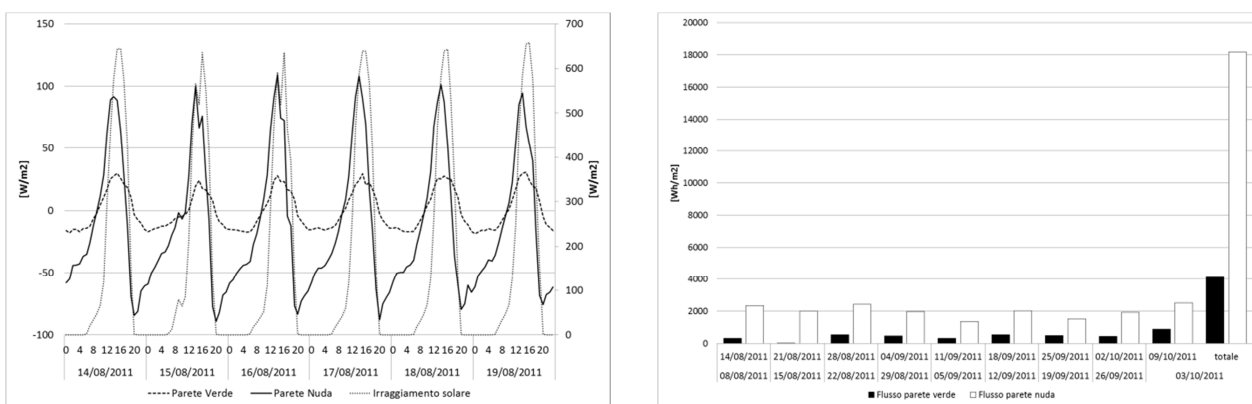 150
100
50
0
-50
-100
[W/m2]
700
600
500
400
300
200
100
0
[W/m2]
0 4 8 12 16 20 0 4 8 12 16 20 0 4 8 12 16 20 0 4 8 12 16 20 0 4 8 12 16 20 0 4 8 12 16 20
14/08/2011 15/08/2011 16/08/2011 17/08/2011 18/08/2011 19/08/2011
Parete Verde Parete Nuda Irraggiamento solare
20000
18000
16000
14000
12000
10000
8000
6000
4000
2000
0
[Wh/m2]
14/08/2011 21/08/2011 28/08/2011 04/09/2011 11/09/2011 18/09/2011 25/09/2011 02/10/2011 09/10/2011 totale
08/08/2011 15/08/2011 22/08/2011 29/08/2011 05/09/2011 12/09/2011 19/09/2011 26/09/2011 03/10/2011
Flusso parete verde Flusso parete nuda